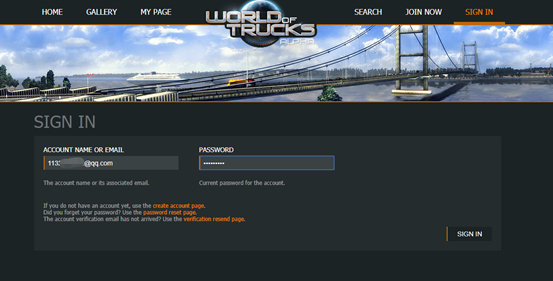 HOME GALLERY MY PAGE WORLD OF TRUCKS ALPHA SEARCH JOIN NOW SIGN IN
SIGN IN
ACCOUNT NAME OR EMAIL PASSWORD
113 @qq.com •••••••••
The account name or its associated email. Current password for the account.
If you do not have an account yet, use the create account page.
Did you forgot your password? Use the password reset page.
The account verification email has not arrived? Use the verification resend page.
SIGN IN